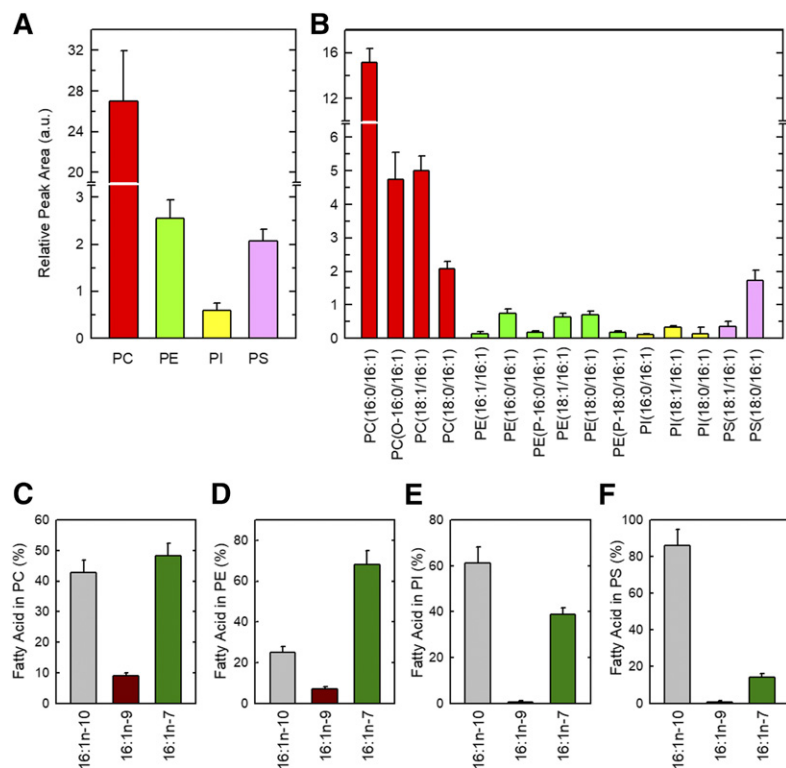 A
B
Relative Peak Area (a.u.)
32
28
24
20
3
2
1
0
PC
PE
PI
PS
16
12
6
5
4
3
2
1
0
PC(16:0/16:1)
PC(O-16:0/16:1)
PC(18:1/16:1)
PC(18:0/16:1)
PE(16:1/16:1)
PE(16:0/16:1)
PE(P-16:0/16:1)
PE(18:1/16:1)
PE(18:0/16:1)
PE(P-18:0/16:1)
PI(16:0/16:1)
PI(18:1/16:1)
PI(18:0/16:1)
PS(18:1/16:1)
PS(18:0/16:1)
C
Fatty Acid in PC (%)
60
50
40
30
20
10
0
16:1n-10
16:1n-9
16:1n-7
D
Fatty Acid in PE (%)
80
60
40
20
0
16:1n-10
16:1n-9
16:1n-7
E
Fatty Acid in PI (%)
80
60
40
20
0
16:1n-10
16:1n-9
16:1n-7
F
Fatty Acid in PS (%)
100
80
60
40
20
0
16:1n-10
16:1n-9
16:1n-7